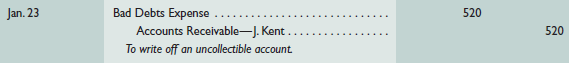 Jan. 23 Bad Debts Expense . . . . . . . . . . . . . . . . . . . . . . . . . . . . . 520
Accounts Receivable—J. Kent . . . . . . . . . . . . . . . . . 520
To write off an uncollectible account.